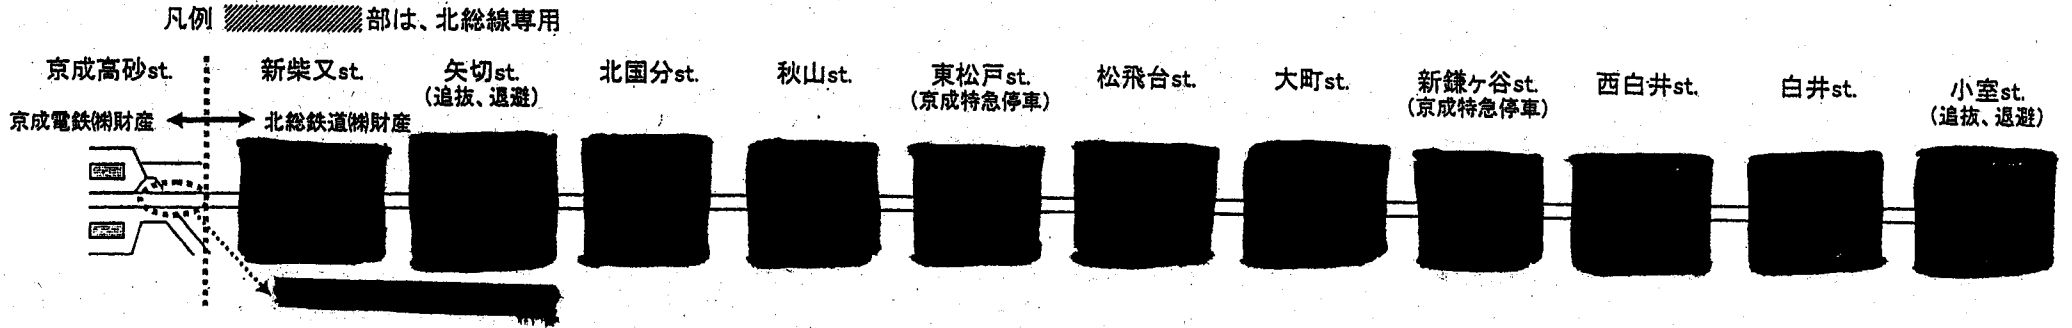 凡例 部は、北総線専用
京成高砂st.
新柴又st.
矢切st.
(追抜、退避)
北国分st.
秋山st.
東松戸st.
(京成特急停車)
松飛台st.
大町st.
新鎌ヶ谷st.
(京成特急停車)
西白井st.
白井st.
小室st.
(追抜、退避)
京成電鉄㈱財産
北総鉄道㈱財産